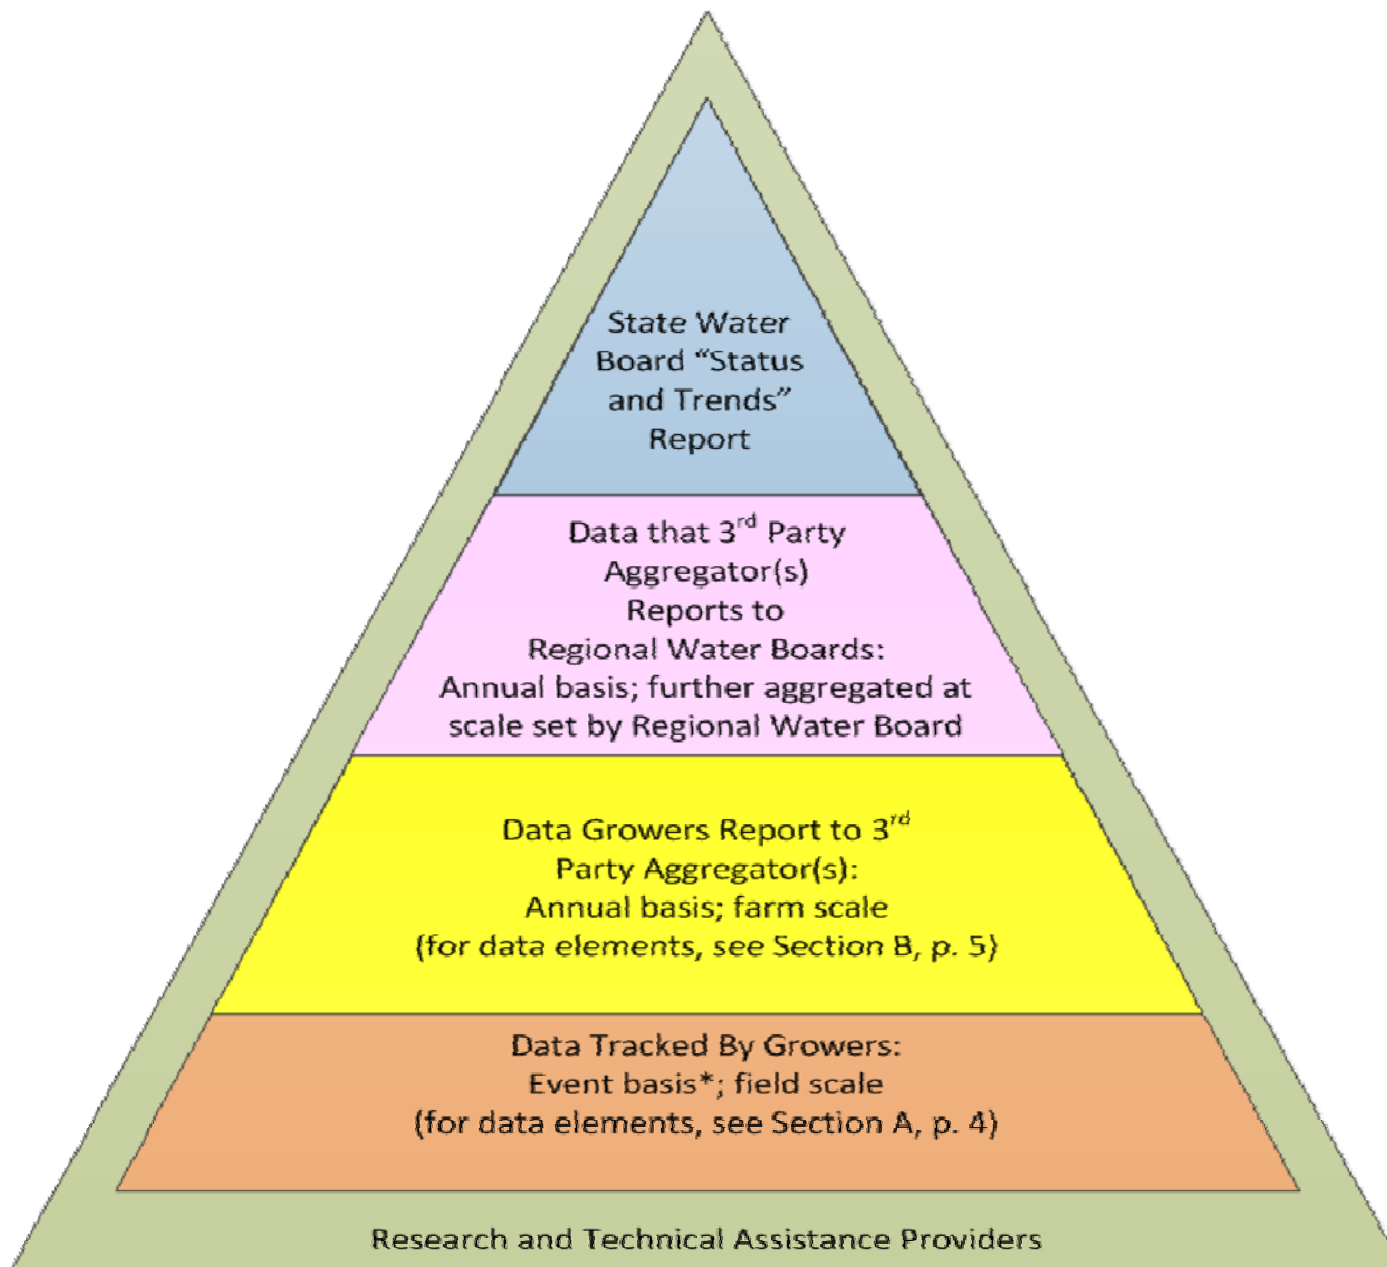 State Water
Board “Status
and Trends”
Report
Data that 3rd Party
Aggregator(s)
Reports to
Regional Water Boards:
Annual basis; further aggregated at
scale set by Regional Water Board
Data Growers Report to 3rd
Party Aggregator(s):
Annual basis; farm scale
(for data elements, see Section B, p. 5)
Data Tracked By Growers:
Event basis*; field scale
(for data elements, see Section A, p. 4)
Research and Technical Assistance Providers